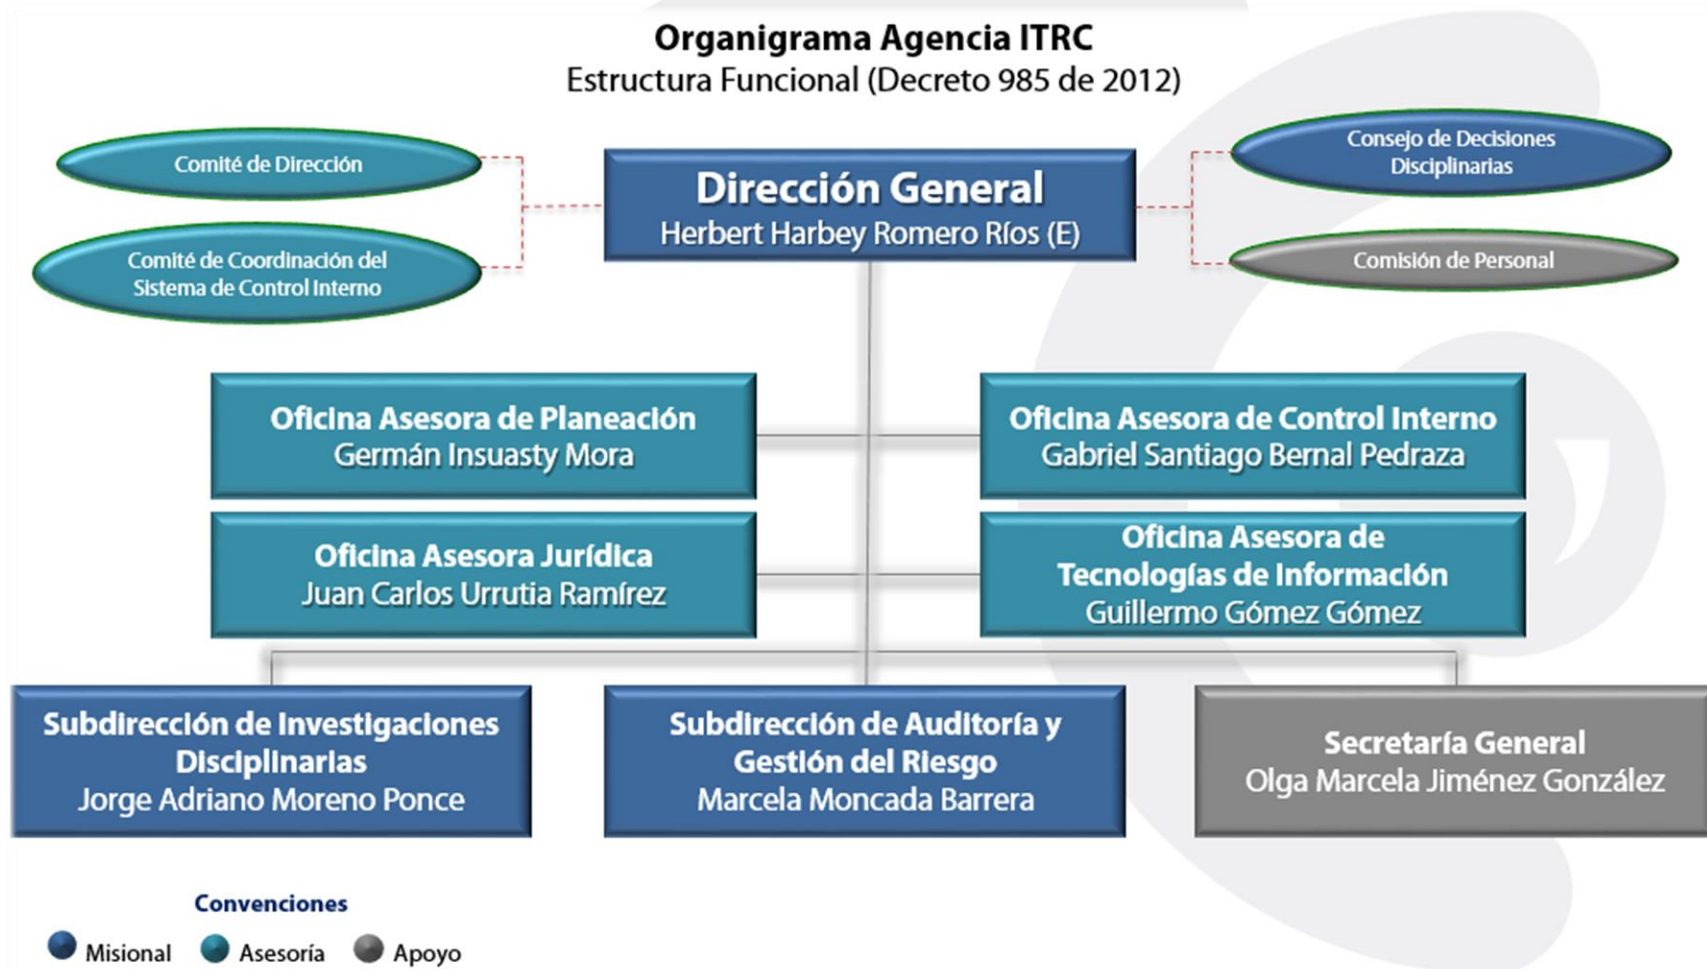 Organigrama Agencia ITRC
Estructura Funcional (Decreto 985 de 2012)
Comité de Dirección
Comité de Coordinación del
Sistema de Control Interno
Dirección General
Herbert Harbey Romero Ríos (E)
Consejo de Decisiones
Disciplinarias
Comisión de Personal
Oficina Asesora de Planeación
Germán Insuasty Mora
Oficina Asesora de Control Interno
Gabriel Santiago Bernal Pedraza
Oficina Asesora Jurídica
Juan Carlos Urrutia Ramírez
Oficina Asesora de
Tecnologías de Información
Guillermo Gómez Gómez
Subdirección de Investigaciones
Disciplinarias
Jorge Adriano Moreno Ponce
Subdirección de Auditoría y
Gestión del Riesgo
Marcela Moncada Barrera
Secretaría General
Olga Marcela Jiménez González
Convenciones
Misional
Asesoría
Apoyo